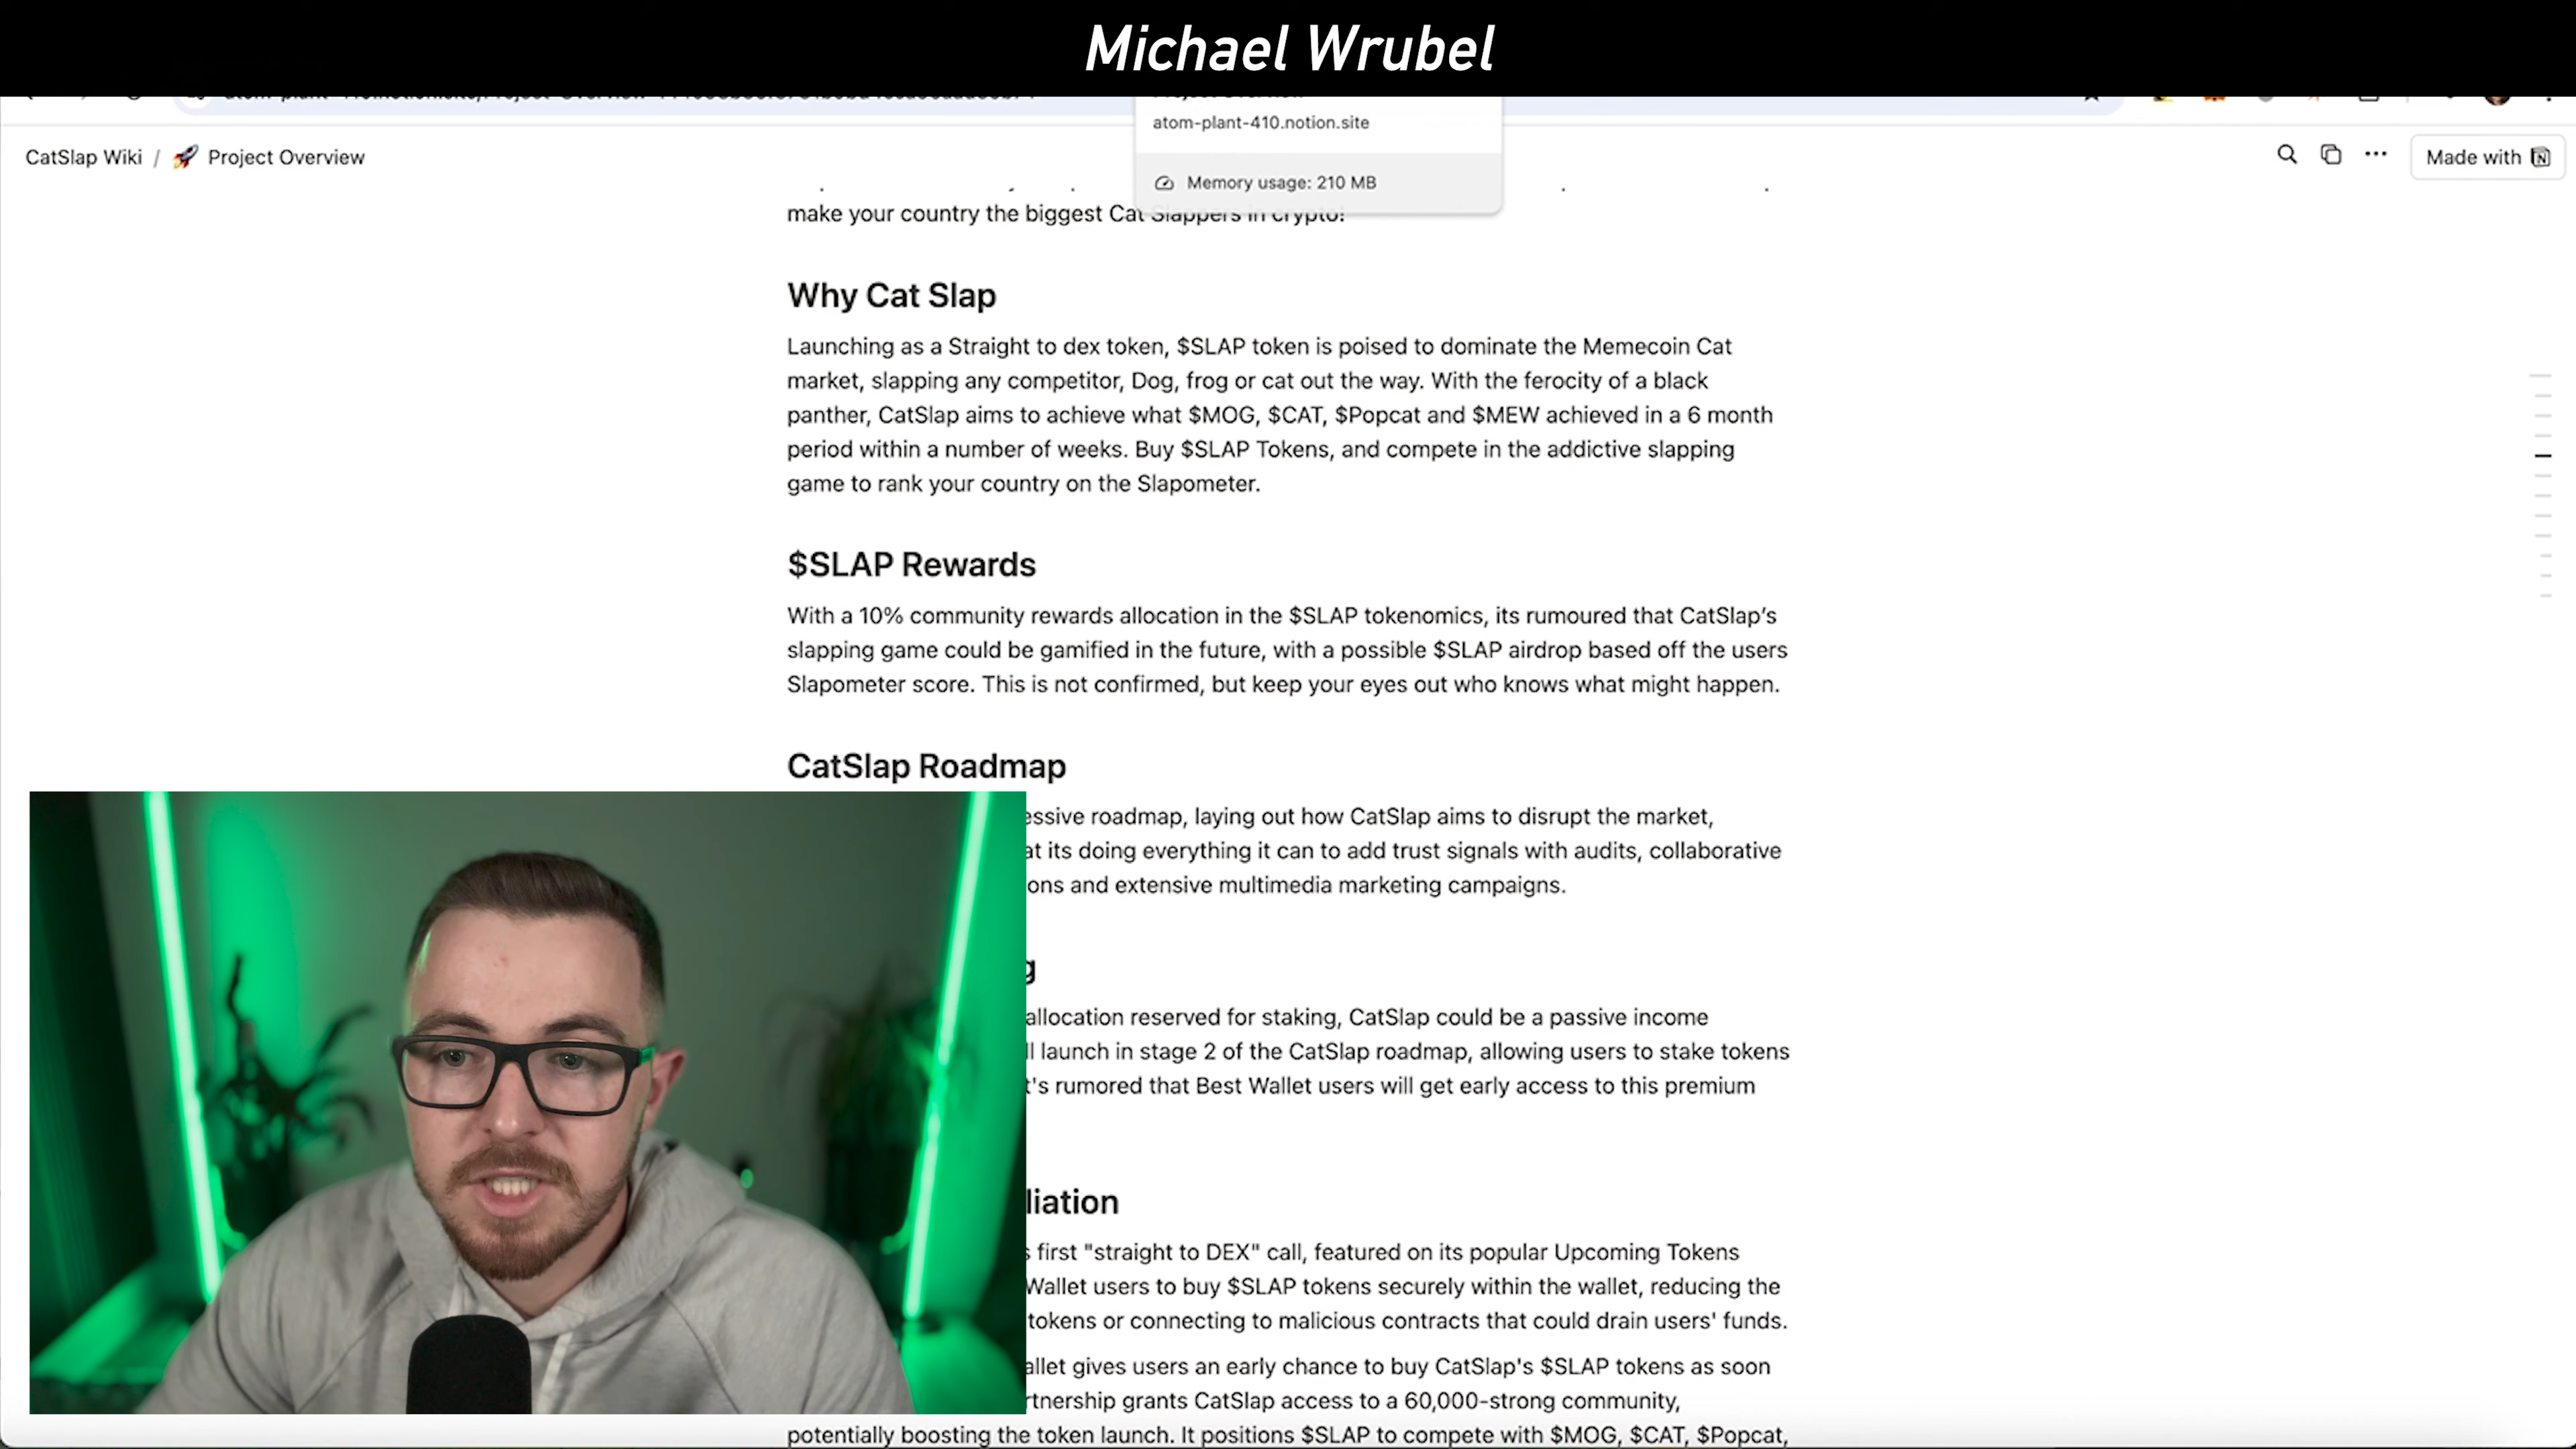 Michael Wrubel
atom-plant-410.notion.site
CatSlap Wiki / Project Overview
Made with
Memory usage: 210 MB
make your country the biggest Cat Slappers in crypto!
Why Cat Slap
Launching as a Straight to dex token, $SLAP token is poised to dominate the Memecoin Cat
market, slapping any competitor, Dog, frog or cat out the way. With the ferocity of a black
panther, CatSlap aims to achieve what $MOG, $CAT, $Popcat and $MEW achieved in a 6 month
period within a number of weeks. Buy $SLAP Tokens, and compete in the addictive slapping
game to rank your country on the Slapometer.
$SLAP Rewards
With a 10% community rewards allocation in the $SLAP tokenomics, its rumoured that CatSlap’s
slapping game could be gamified in the future, with a possible $SLAP airdrop based off the users
Slapometer score. This is not confirmed, but keep your eyes out who knows what might happen.
CatSlap Roadmap
essive roadmap, laying out how CatSlap aims to disrupt the market,
at its doing everything it can to add trust signals with audits, collaborative
ons and extensive multimedia marketing campaigns.
g
allocation reserved for staking, CatSlap could be a passive income
ll launch in stage 2 of the CatSlap roadmap, allowing users to stake tokens
t's rumored that Best Wallet users will get early access to this premium
liation
s first "straight to DEX" call, featured on its popular Upcoming Tokens
Wallet users to buy $SLAP tokens securely within the wallet, reducing the
tokens or connecting to malicious contracts that could drain users' funds.
allet gives users an early chance to buy CatSlap's $SLAP tokens as soon
rtnership grants CatSlap access to a 60,000-strong community,
potentially boosting the token launch. It positions $SLAP to compete with $MOG, $CAT, $Popcat,